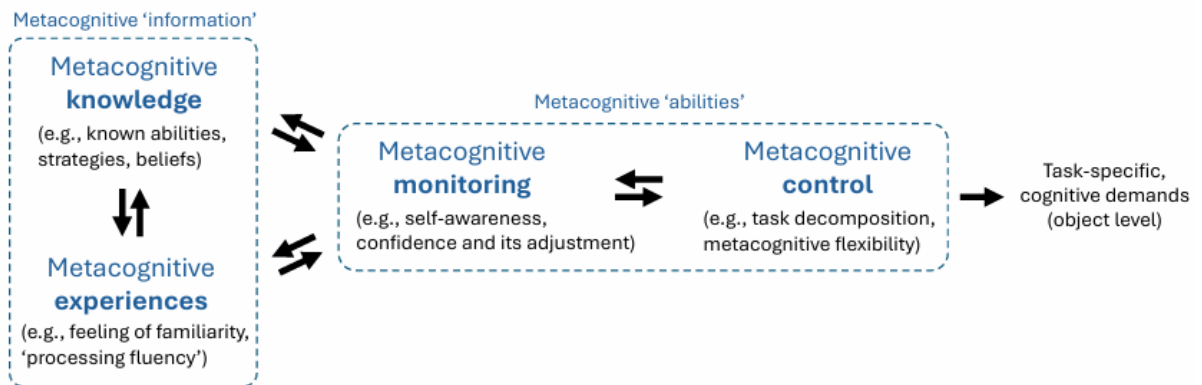 Metacognitive ‘information’
Metacognitive
knowledge
(e.g., known abilities,
strategies, beliefs)
Metacognitive
experiences
(e.g., feeling of familiarity,
‘processing fluency’)
Metacognitive ‘abilities’
Metacognitive
monitoring
(e.g., self-awareness,
confidence and its adjustment)
Metacognitive
control
(e.g., task decomposition,
metacognitive flexibility)
Task-specific,
cognitive demands
(object level)